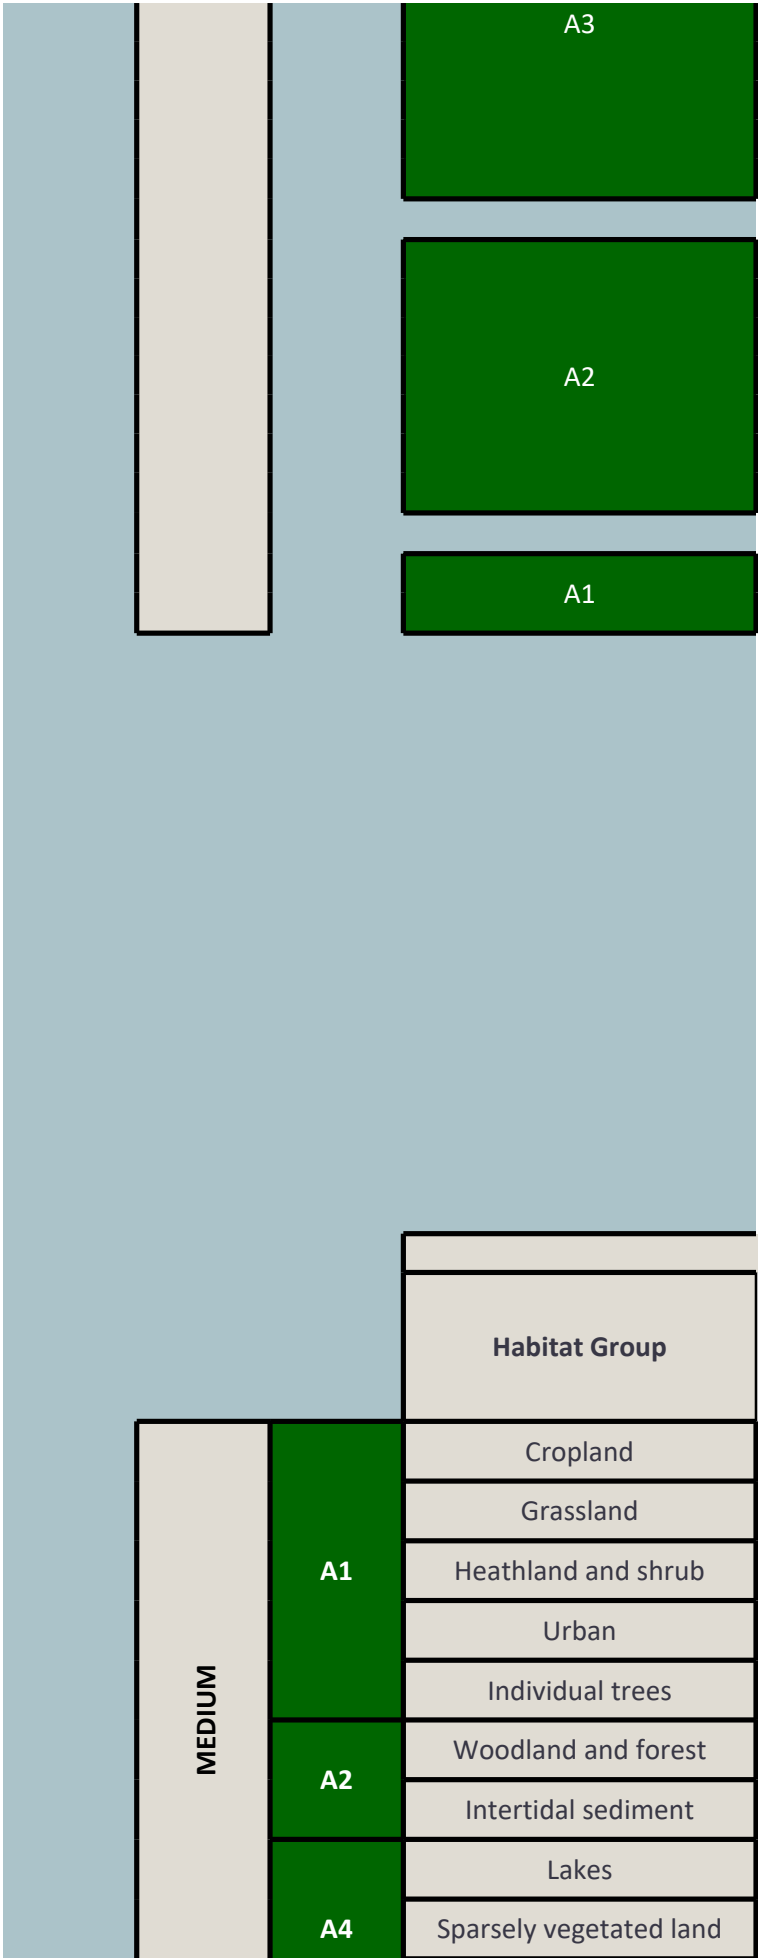 A3
A2
A1
Habitat Group
MEDIUM
A1
Cropland
Grassland
Heathland and shrub
Urban
Individual trees
A2
Woodland and forest
Intertidal sediment
A4
Lakes
Sparsely vegetated land